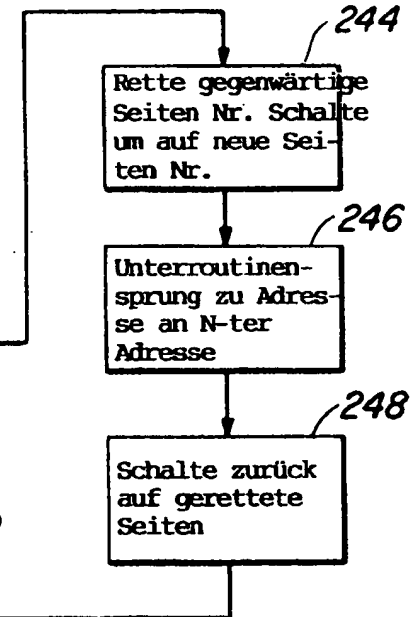 244
Rette gegenwärtige
Seiten Nr. Schalte
um auf neue Sei-
ten Nr.
246
Unterroutinen-
sprung zu Adres-
se an N-ter
Adresse
248
Schalte zurück
auf gerettete
Seiten